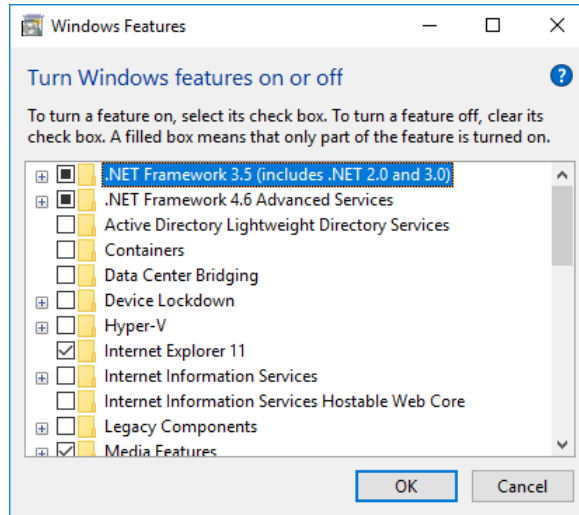 Windows Features
Turn Windows features on or off
?
To turn a feature on, select its check box. To turn a feature off, clear its
check box. A filled box means that only part of the feature is turned on.
.NET Framework 3.5 (includes .NET 2.0 and 3.0)
.NET Framework 4.6 Advanced Services
Active Directory Lightweight Directory Services
Containers
Data Center Bridging
Device Lockdown
Hyper-V
Internet Explorer 11
Internet Information Services
Internet Information Services Hostable Web Core
Legacy Components
Media Features
OK
Cancel